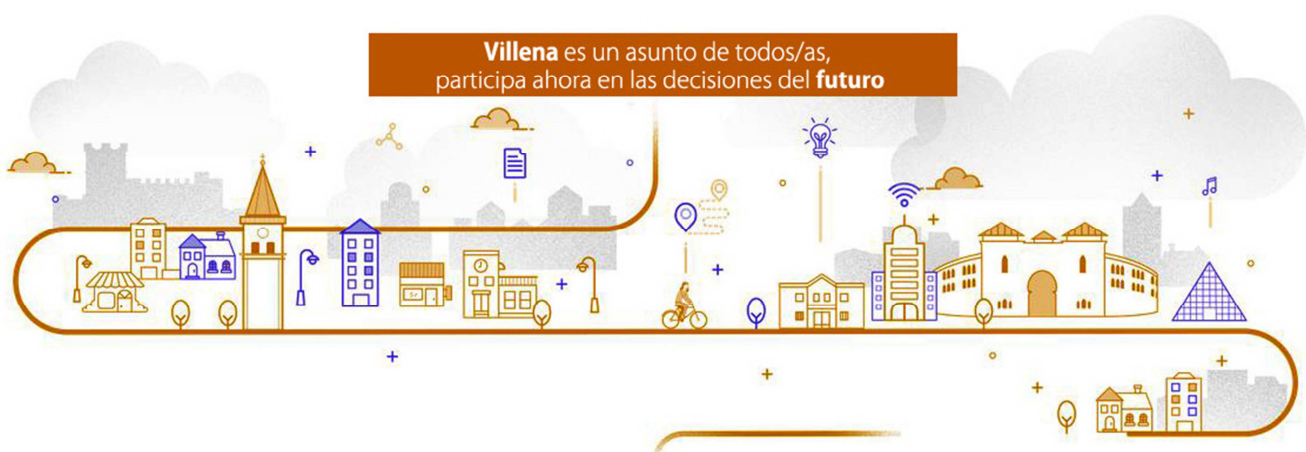 Villena es un asunto de todos/as,
participa ahora en las decisiones del futuro